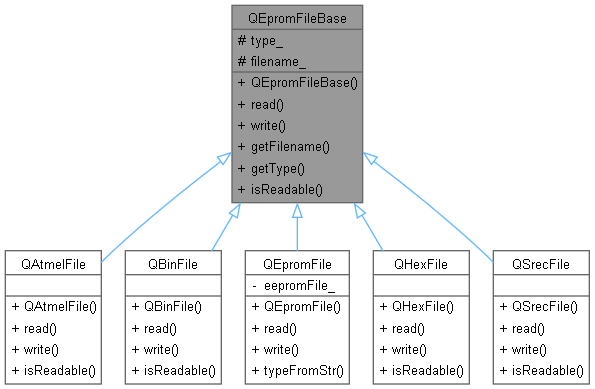 QEpromFileBase
# type_
# filename_
+ QEpromFileBase()
+ read()
+ write()
+ getFilename()
+ getType()
+ isReadable()
QAtmelFile
+ QAtmelFile()
+ read()
+ write()
+ isReadable()
QBinFile
+ QBinFile()
+ read()
+ write()
+ isReadable()
QEpromFile
- eepromFile_
+ QEpromFile()
+ read()
+ write()
+ typeFromStr()
QHexFile
+ QHexFile()
+ read()
+ write()
+ isReadable()
QSrecFile
+ QSrecFile()
+ read()
+ write()
+ isReadable()